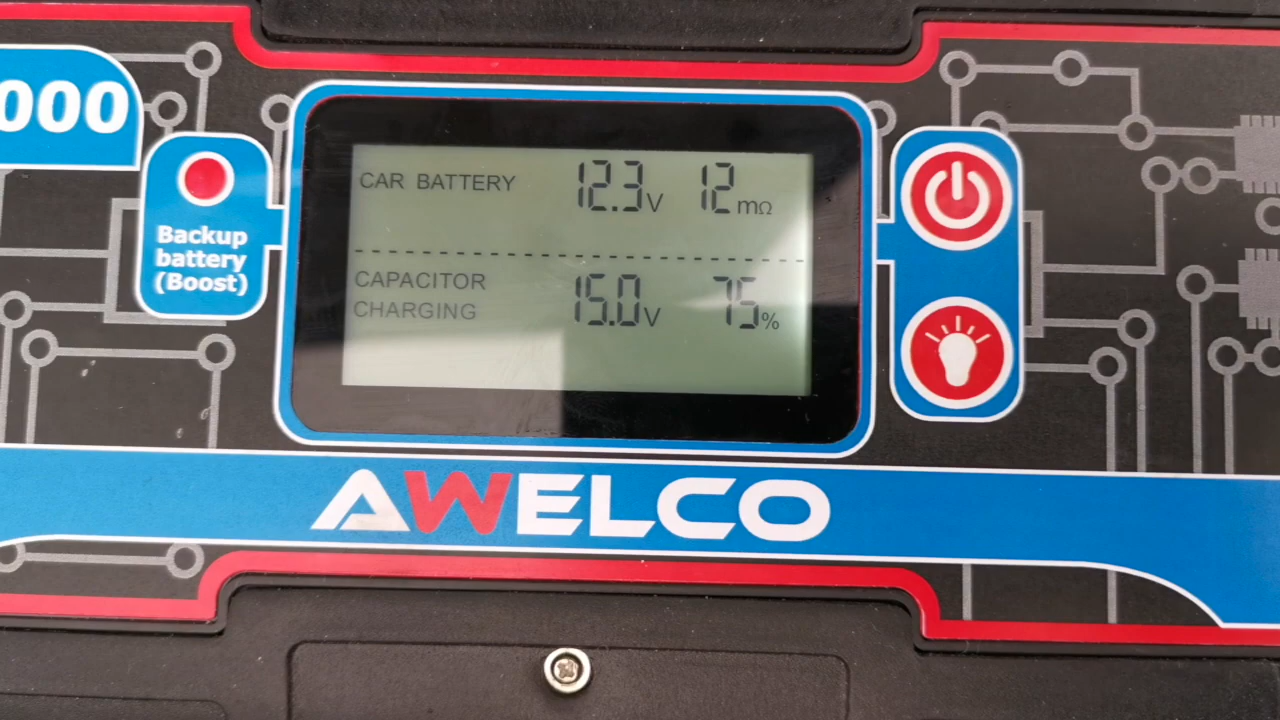 000
CAR BATTERY 12.3V 12mΩ
CAPACITOR
CHARGING 15.0V 75%
Backup
battery
(Boost)
AWELCO